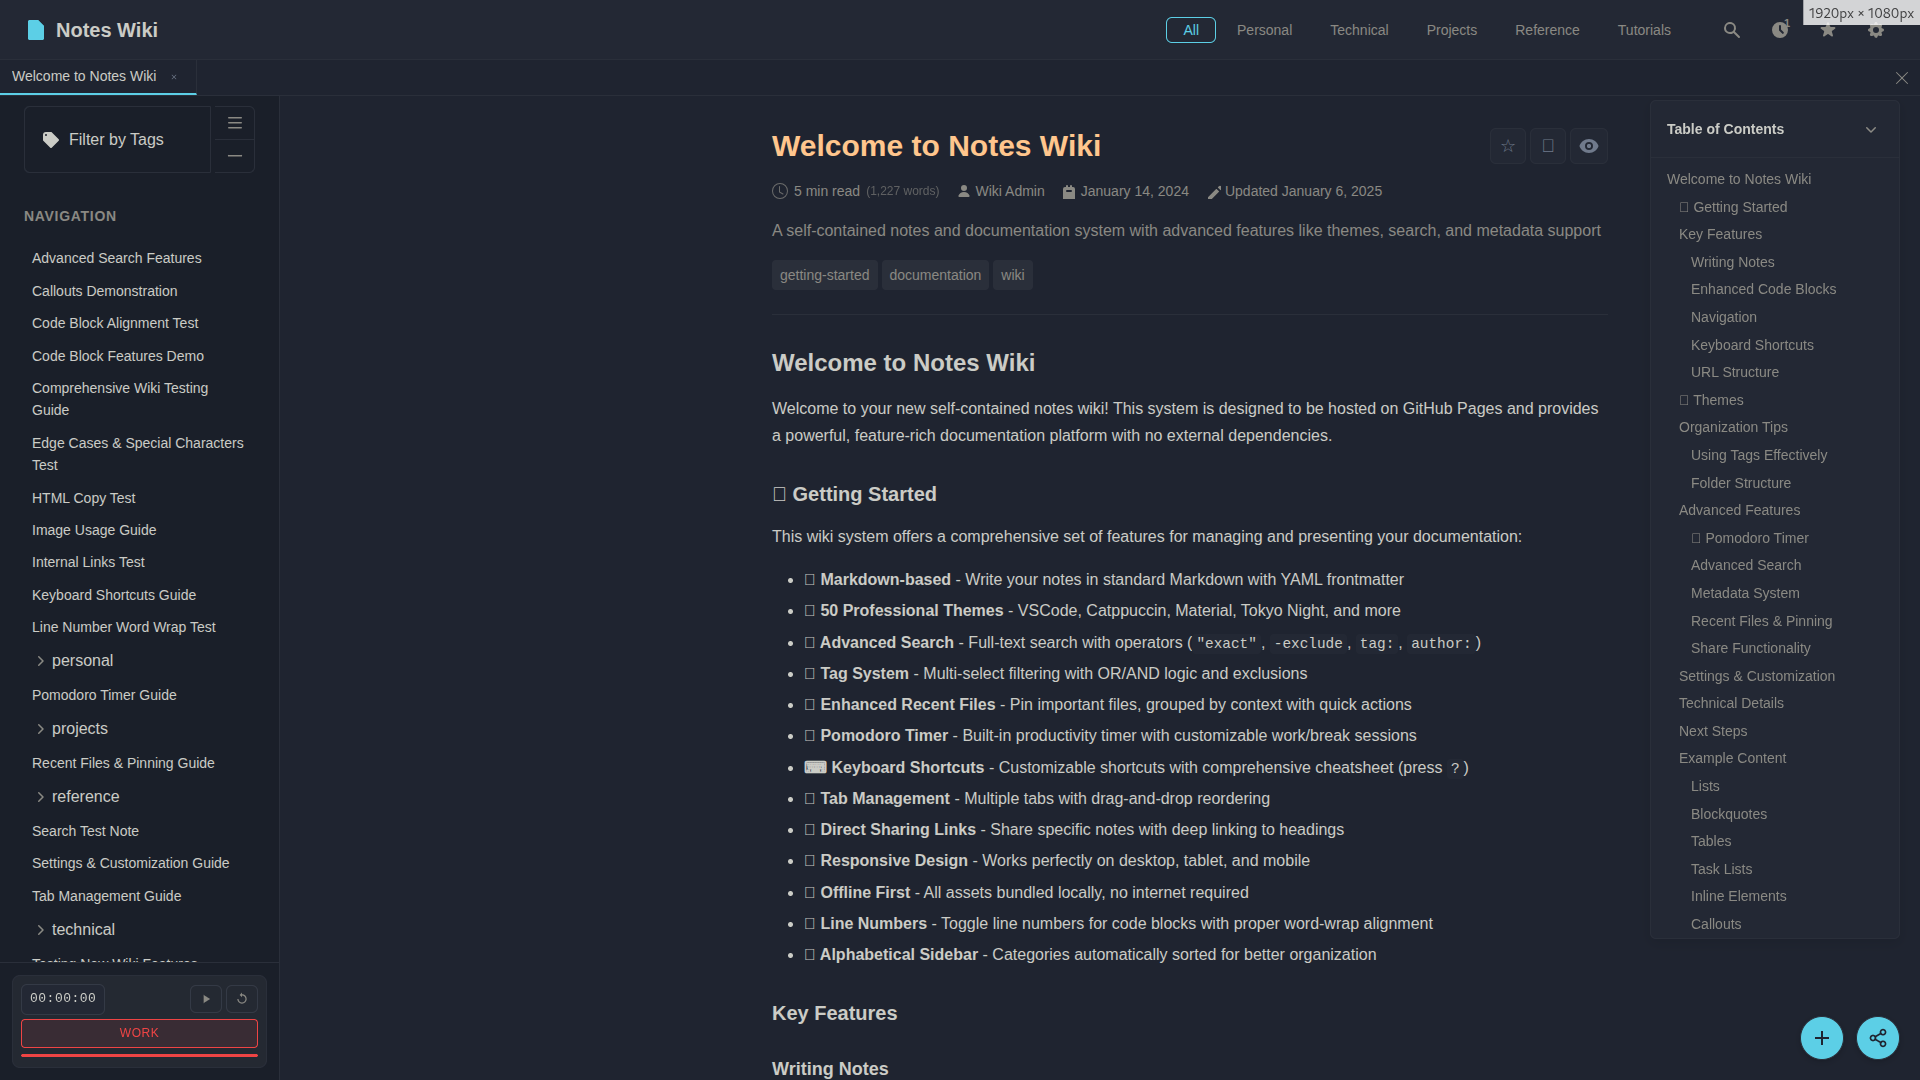 Notes Wiki
All
Personal
Technical
Projects
Reference
Tutorials
1
1920px × 1080px
Welcome to Notes Wiki ×
Filter by Tags
NAVIGATION
Advanced Search Features
Callouts Demonstration
Code Block Alignment Test
Code Block Features Demo
Comprehensive Wiki Testing
Guide
Edge Cases & Special Characters
Test
HTML Copy Test
Image Usage Guide
Internal Links Test
Keyboard Shortcuts Guide
Line Number Word Wrap Test
personal
Pomodoro Timer Guide
projects
Recent Files & Pinning Guide
reference
Search Test Note
Settings & Customization Guide
Tab Management Guide
technical
Testing New Wiki Features
00:00:00
WORK
Welcome to Notes Wiki
5 min read (1,227 words) Wiki Admin January 14, 2024 Updated January 6, 2025
A self-contained notes and documentation system with advanced features like themes, search, and metadata support
getting-started documentation wiki
Welcome to Notes Wiki
Welcome to your new self-contained notes wiki! This system is designed to be hosted on GitHub Pages and provides
a powerful, feature-rich documentation platform with no external dependencies.
Getting Started
This wiki system offers a comprehensive set of features for managing and presenting your documentation:
• Markdown-based - Write your notes in standard Markdown with YAML frontmatter
• 50 Professional Themes - VSCode, Catppuccin, Material, Tokyo Night, and more
• Advanced Search - Full-text search with operators ( "exact" , -exclude , tag: , author: )
• Tag System - Multi-select filtering with OR/AND logic and exclusions
• Enhanced Recent Files - Pin important files, grouped by context with quick actions
• Pomodoro Timer - Built-in productivity timer with customizable work/break sessions
• ⌨ Keyboard Shortcuts - Customizable shortcuts with comprehensive cheatsheet (press ? )
• Tab Management - Multiple tabs with drag-and-drop reordering
• Direct Sharing Links - Share specific notes with deep linking to headings
• Responsive Design - Works perfectly on desktop, tablet, and mobile
• Offline First - All assets bundled locally, no internet required
• Line Numbers - Toggle line numbers for code blocks with proper word-wrap alignment
• Alphabetical Sidebar - Categories automatically sorted for better organization
Key Features
Writing Notes
Table of Contents
Welcome to Notes Wiki
Getting Started
Key Features
Writing Notes
Enhanced Code Blocks
Navigation
Keyboard Shortcuts
URL Structure
Themes
Organization Tips
Using Tags Effectively
Folder Structure
Advanced Features
Pomodoro Timer
Advanced Search
Metadata System
Recent Files & Pinning
Share Functionality
Settings & Customization
Technical Details
Next Steps
Example Content
Lists
Blockquotes
Tables
Task Lists
Inline Elements
Callouts